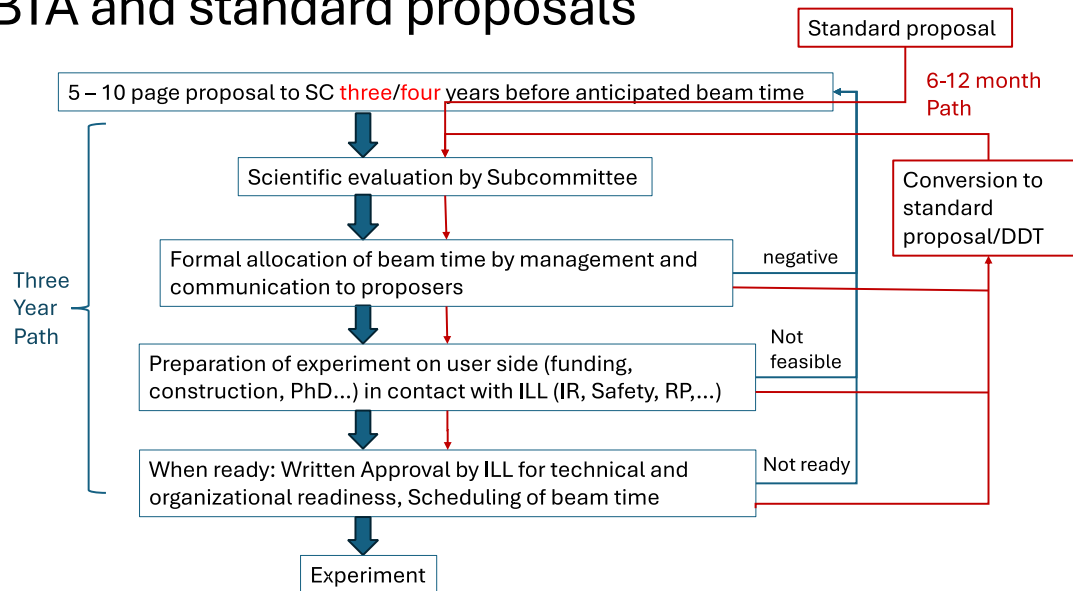 BTA and standard proposals
Standard proposal
5 – 10 page proposal to SC three/four years before anticipated beam time
6-12 month
Path
Scientific evaluation by Subcommittee
Conversion to
standard
proposal/DDT
Formal allocation of beam time by management and
communication to proposers
negative
Three
Year
Path
Preparation of experiment on user side (funding,
construction, PhD...) in contact with ILL (IR, Safety, RP,...)
Not
feasible
When ready: Written Approval by ILL for technical and
organizational readiness, Scheduling of beam time
Not ready
Experiment